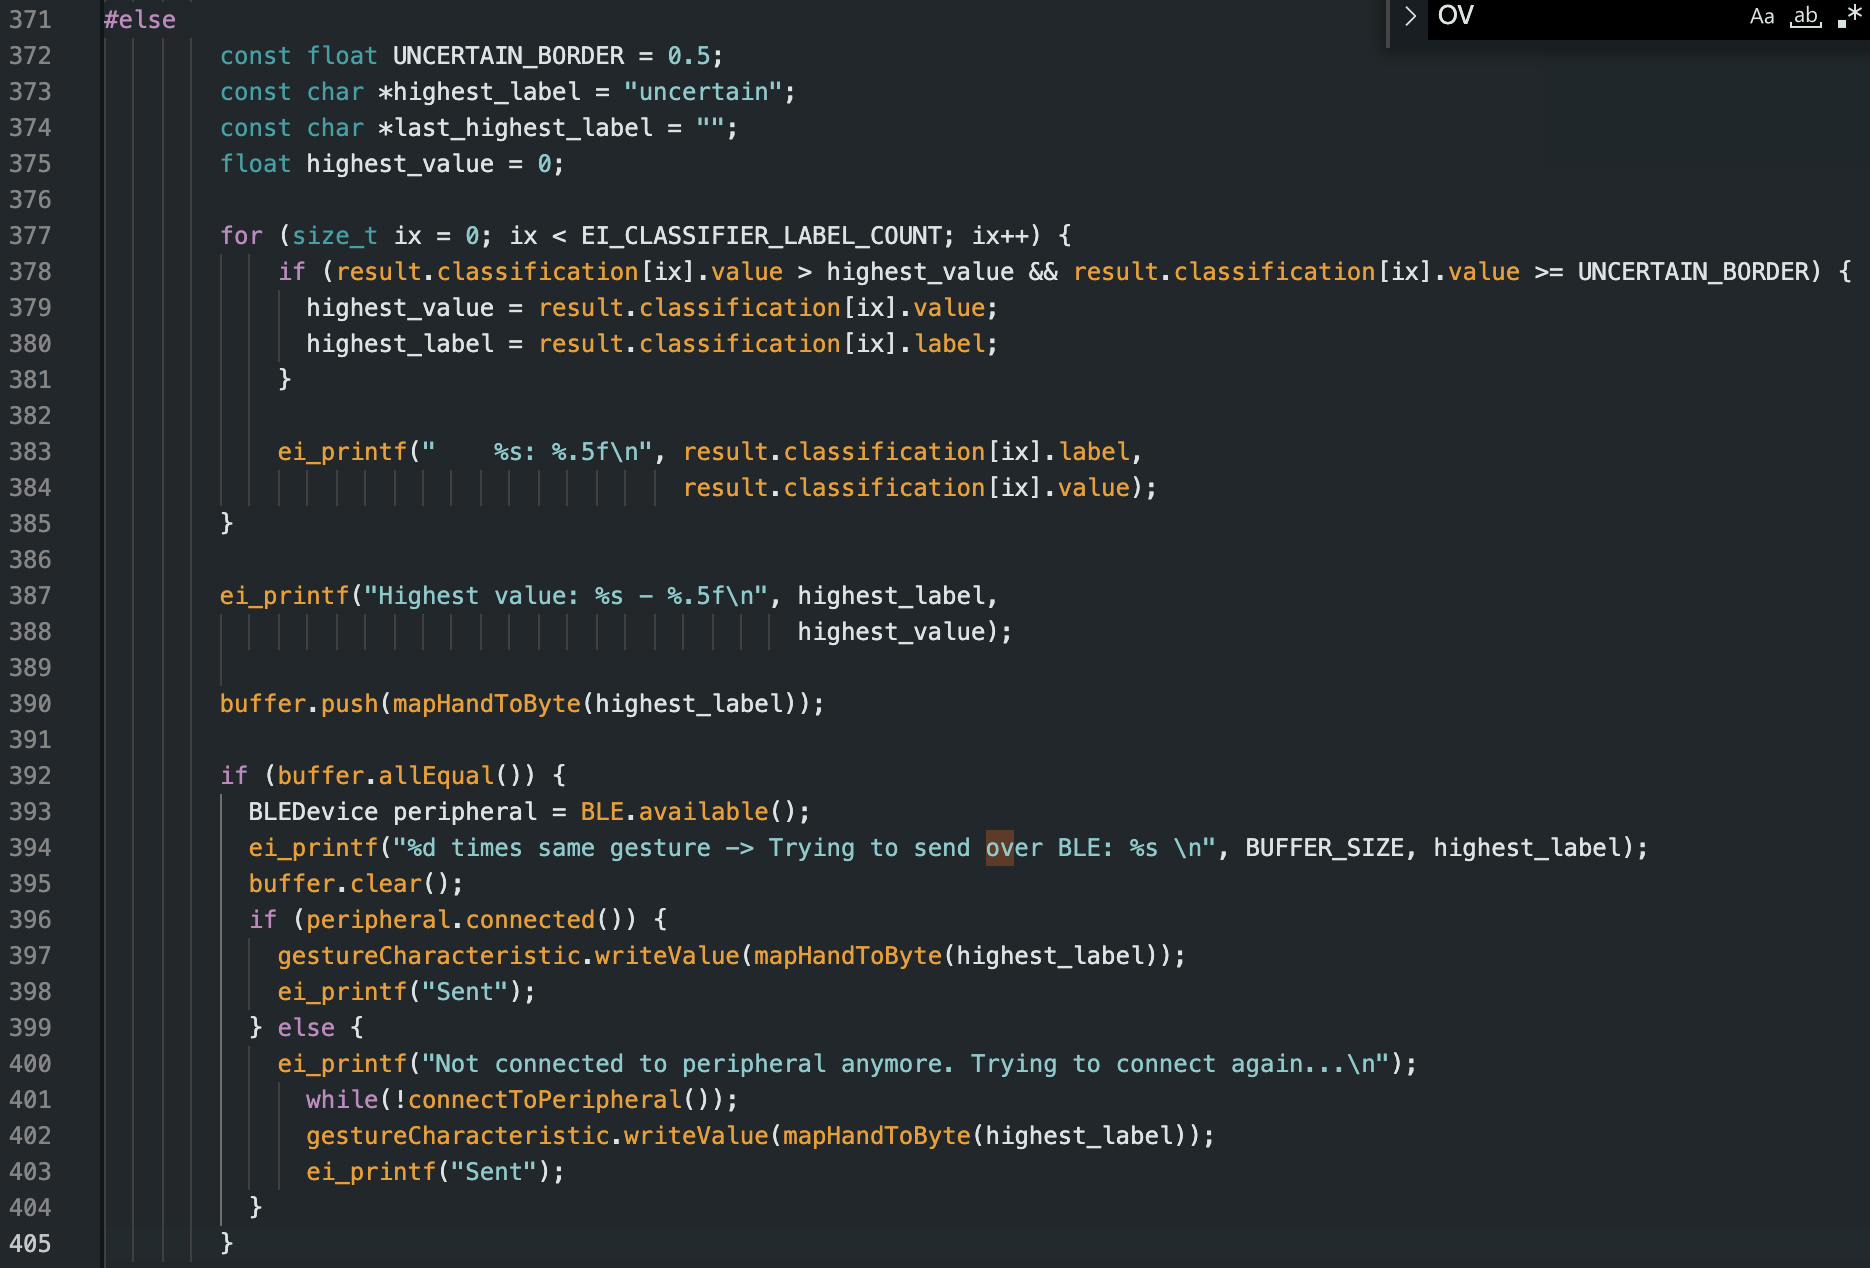 OV Aa ab .*
371 #else
372 const float UNCERTAIN_BORDER = 0.5;
373 const char *highest_label = "uncertain";
374 const char *last_highest_label = "";
375 float highest_value = 0;
376
377 for (size_t ix = 0; ix < EI_CLASSIFIER_LABEL_COUNT; ix++) {
378 if (result.classification[ix].value > highest_value && result.classification[ix].value >= UNCERTAIN_BORDER) {
379 highest_value = result.classification[ix].value;
380 highest_label = result.classification[ix].label;
381 }
382
383 ei_printf("    %s: %.5f\n", result.classification[ix].label,
384 result.classification[ix].value);
385 }
386
387 ei_printf("Highest value: %s - %.5f\n", highest_label,
388 highest_value);
389
390 buffer.push(mapHandToByte(highest_label));
391
392 if (buffer.allEqual()) {
393 BLEDevice peripheral = BLE.available();
394 ei_printf("%d times same gesture -> Trying to send over BLE: %s \n", BUFFER_SIZE, highest_label);
395 buffer.clear();
396 if (peripheral.connected()) {
397 gestureCharacteristic.writeValue(mapHandToByte(highest_label));
398 ei_printf("Sent");
399 } else {
400 ei_printf("Not connected to peripheral anymore. Trying to connect again...\n");
401 while(!connectToPeripheral());
402 gestureCharacteristic.writeValue(mapHandToByte(highest_label));
403 ei_printf("Sent");
404 }
405 }